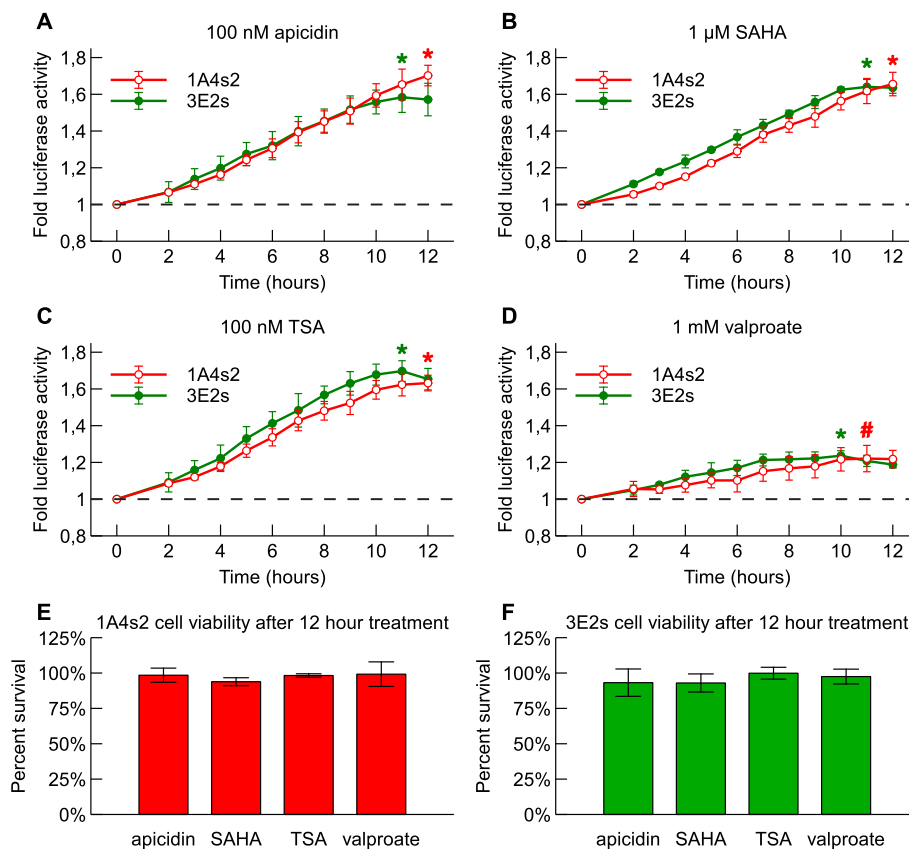 A
100 nM apicidin
Fold luciferase activity
1,8
1,6
1,4
1,2
1
0,8
1A4s2
3E2s
*
*
0
2
4
6
8
10
12
Time (hours)
B
1 µM SAHA
Fold luciferase activity
1,8
1,6
1,4
1,2
1
0,8
1A4s2
3E2s
*
*
0
2
4
6
8
10
12
Time (hours)
C
100 nM TSA
Fold luciferase activity
1,8
1,6
1,4
1,2
1
0,8
1A4s2
3E2s
*
*
0
2
4
6
8
10
12
Time (hours)
D
1 mM valproate
Fold luciferase activity
1,8
1,6
1,4
1,2
1
0,8
1A4s2
3E2s
*
#
0
2
4
6
8
10
12
Time (hours)
E
1A4s2 cell viability after 12 hour treatment
Percent survival
125%
100%
75%
50%
25%
0%
apicidin
SAHA
TSA
valproate
F
3E2s cell viability after 12 hour treatment
Percent survival
125%
100%
75%
50%
25%
0%
apicidin
SAHA
TSA
valproate